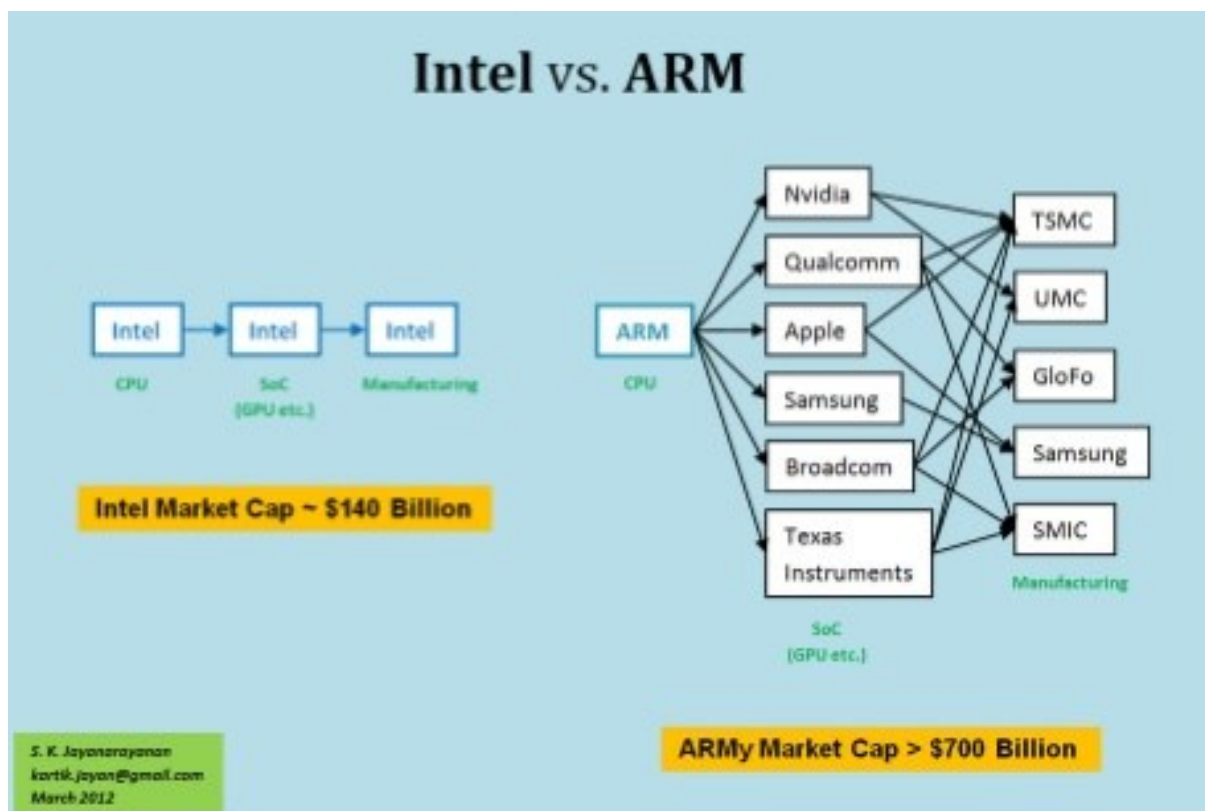 Intel vs. ARM
Intel
Intel
Intel
CPU
SoC
(GPU etc.)
Manufacturing
Intel Market Cap ~ $140 Billion
ARM
CPU
Nvidia
Qualcomm
Apple
Samsung
Broadcom
Texas
Instruments
SoC
(GPU etc.)
TSMC
UMC
GloFo
Samsung
SMIC
Manufacturing
ARMy Market Cap > $700 Billion
S. K. Jayanarayanan
kartik.jayan@gmail.com
March 2012